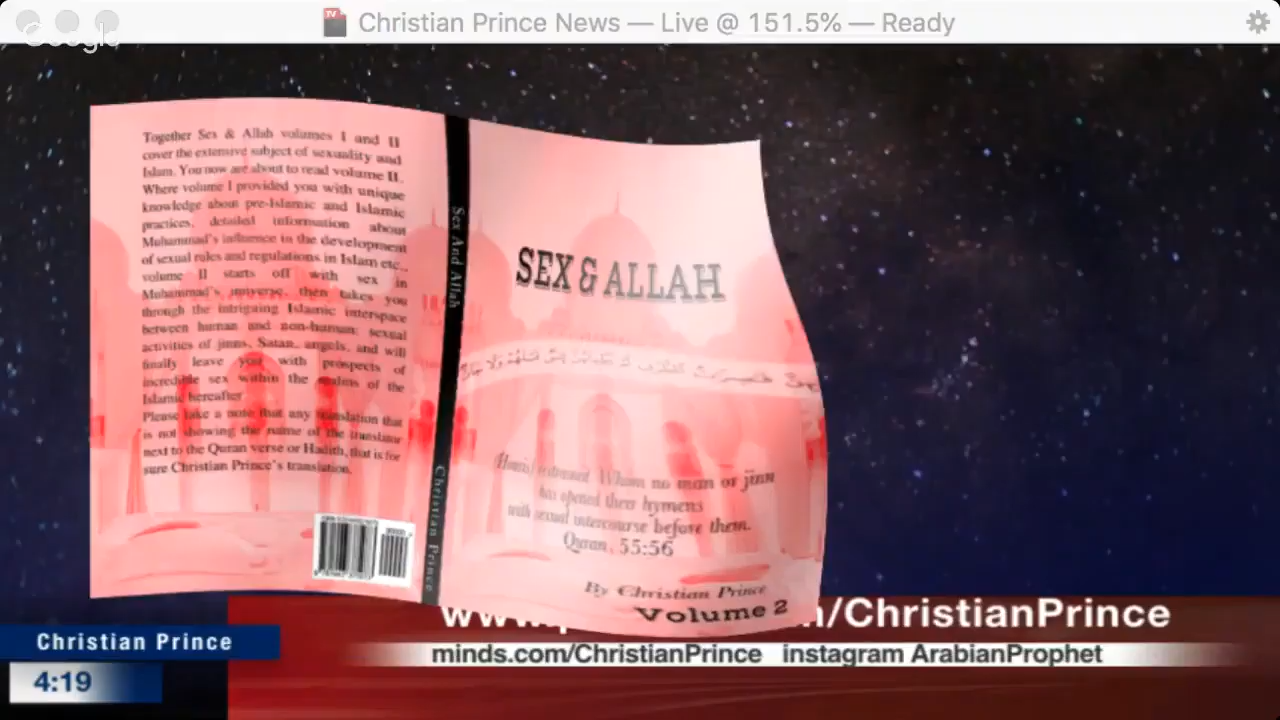 Christian Prince News — Live @ 151.5% — Ready
Google
Together Sex & Allah volumes I and II
cover the extensive subject of sexuality and
Islam. You now are about to read volume II.
Where volume I provided you with unique
knowledge about pre-Islamic and Islamic
practices, detailed information about
Muhammad's influence in the development
of sexual rules and regulations in Islam etc.,
volume II starts off with sex in
Muhammad's universe, then takes you
through the intriguing Islamic interspace
between human and non-human; sexual
activities of jinns, Satan, angels, and will
finally leave you with prospects of
incredible sex within the realms of the
Islamic hereafter
Please take a note that any translation that
is not showing the name of the translator
next to the Quran verse or Hadith, that is for
sure Christian Prince's translation.
Sex And Allah
Christian Prince
SEX & ALLAH
Whom no man or jinn
has opened their hymens
with sexual intercourse before them.
Quran, 55:56
By Christian Prince
Volume 2
/ChristianPrince
minds.com/ChristianPrince instagram ArabianProphet
Christian Prince
4:19